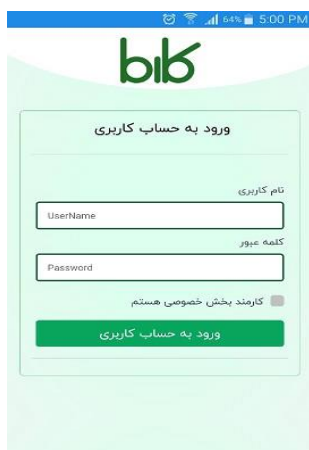 64% 5:00 PM
کاپ
ورود به حساب کاربری
نام کاربری
UserName
کلمه عبور
Password
کارمند بخش خصوصی هستم
ورود به حساب کاربری